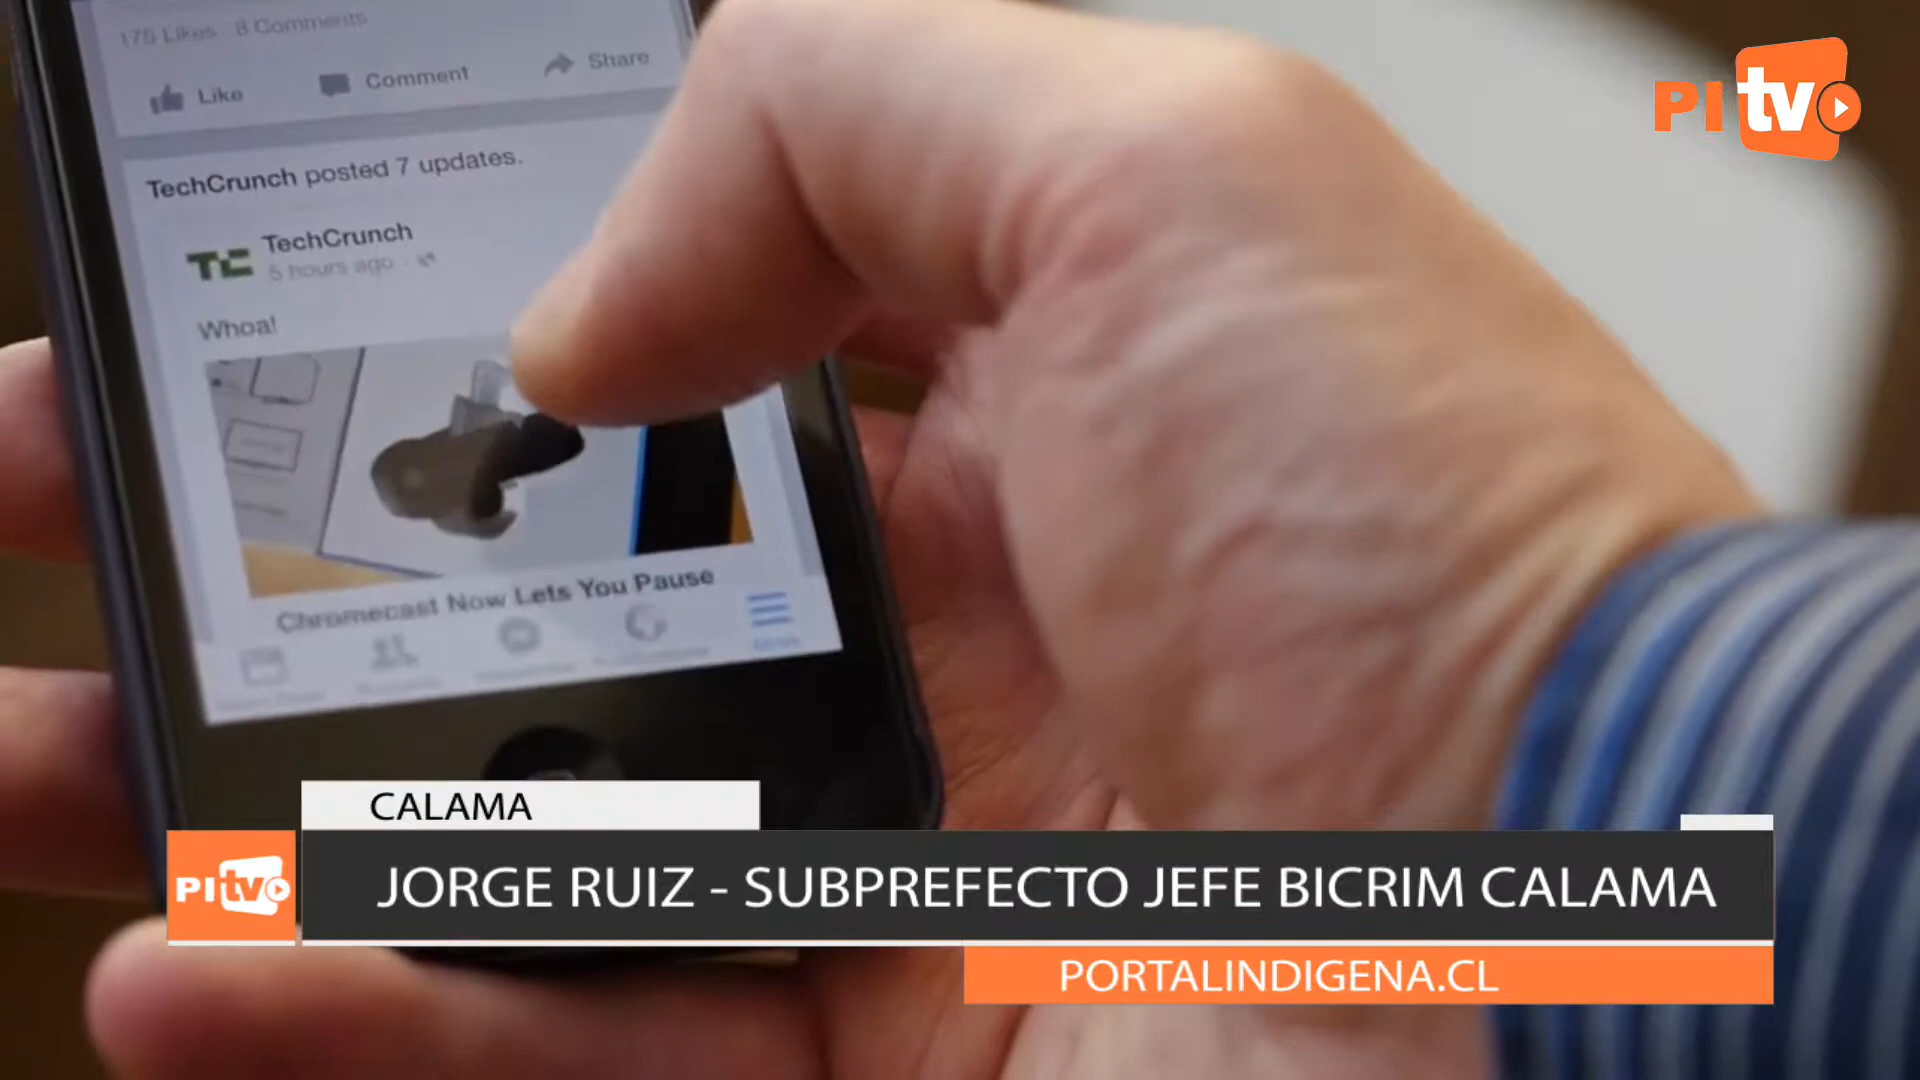 175 Likes 8 Comments
Like Comment Share
TechCrunch posted 7 updates.
TC TechCrunch
5 hours ago
Whoa!
Chromecast Now Lets You Pause
PI tv
CALAMA
PI tv
JORGE RUIZ - SUBPREFECTO JEFE BICRIM CALAMA
PORTALINDIGENA.CL